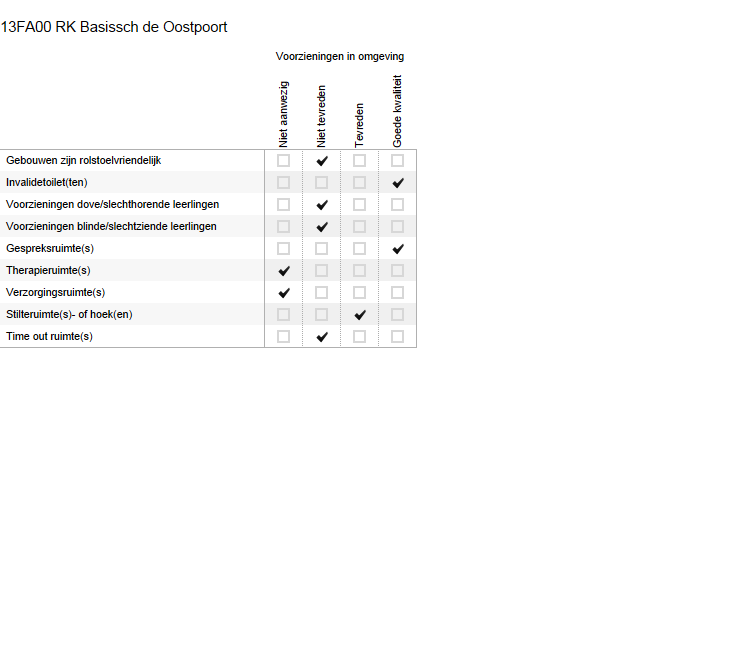 13FA00 RK Basissch de Oostpoort
Voorzieningen in omgeving
Niet aanwezig
Niet tevreden
Tevreden
Goede kwaliteit
Gebouwen zijn rolstoelvriendelijk
Invalidetoilet(ten)
Voorzieningen dove/slechthorende leerlingen
Voorzieningen blinde/slechtziende leerlingen
Gespreksruimte(s)
Therapieruimte(s)
Verzorgingsruimte(s)
Stilteruimte(s)- of hoek(en)
Time out ruimte(s)